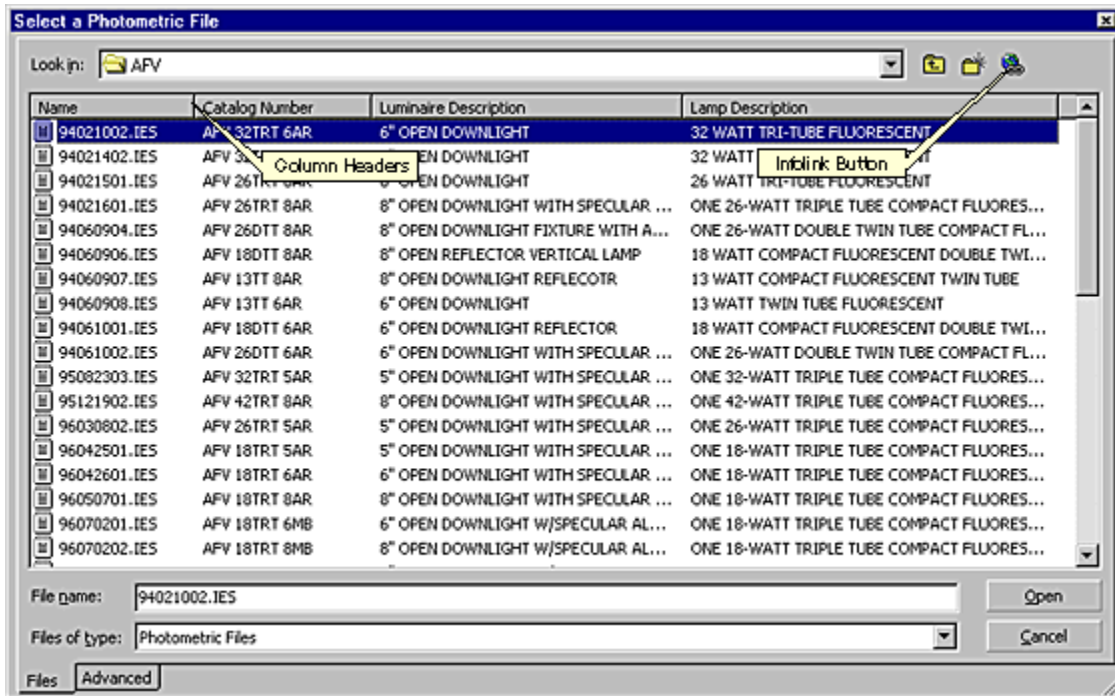 Select a Photometric File
Look in: AFV
Name Catalog Number Luminaire Description Lamp Description
94021002.IES AFV 32TRT 6AR 6" OPEN DOWNLIGHT 32 WATT TRI-TUBE FLUORESCENT
94021402.IES AFV OPEN DOWNLIGHT 32 WATT
Column Headers
Infolink Button
94021501.IES AFV 26TRT OPEN DOWNLIGHT 26 WATT TRI-TUBE FLUORESCENT
94021601.IES AFV 26TRT 8AR 8" OPEN DOWNLIGHT WITH SPECULAR ... ONE 26-WATT TRIPLE TUBE COMPACT FLUORES...
94060904.IES AFV 26DTT 8AR 8" OPEN DOWNLIGHT FIXTURE WITH A... ONE 26-WATT DOUBLE TWIN TUBE COMPACT FL...
94060906.IES AFV 18DTT 8AR 8" OPEN REFLECTOR VERTICAL LAMP 18 WATT COMPACT FLUORESCENT DOUBLE TWI...
94060907.IES AFV 13TT 8AR 8" OPEN DOWNLIGHT REFLECOTR 13 WATT COMPACT FLUORESCENT TWIN TUBE
94060908.IES AFV 13TT 6AR 6" OPEN DOWNLIGHT 13 WATT TWIN TUBE FLUORESCENT
94061001.IES AFV 18DTT 6AR 6" OPEN DOWNLIGHT REFLECTOR 18 WATT COMPACT FLUORESCENT DOUBLE TWI...
94061002.IES AFV 26DTT 6AR 6" OPEN DOWNLIGHT WITH SPECULAR ... ONE 26-WATT DOUBLE TWIN TUBE COMPACT FL...
95082303.IES AFV 32TRT 5AR 5" OPEN DOWNLIGHT WITH SPECULAR ... ONE 32-WATT TRIPLE TUBE COMPACT FLUORES...
95121902.IES AFV 42TRT 8AR 8" OPEN DOWNLIGHT WITH SPECULAR ... ONE 42-WATT TRIPLE TUBE COMPACT FLUORES...
96030802.IES AFV 26TRT 5AR 5" OPEN DOWNLIGHT WITH SPECULAR ... ONE 26-WATT TRIPLE TUBE COMPACT FLUORES...
96042501.IES AFV 18TRT 5AR 5" OPEN DOWNLIGHT WITH SPECULAR ... ONE 18-WATT TRIPLE TUBE COMPACT FLUORES...
96042601.IES AFV 18TRT 6AR 6" OPEN DOWNLIGHT WITH SPECULAR ... ONE 18-WATT TRIPLE TUBE COMPACT FLUORES...
96050701.IES AFV 18TRT 8AR 8" OPEN DOWNLIGHT WITH SPECULAR ... ONE 18-WATT TRIPLE TUBE COMPACT FLUORES...
96070201.IES AFV 18TRT 6MB 6" OPEN DOWNLIGHT W/SPECULAR AL... ONE 18-WATT TRIPLE TUBE COMPACT FLUORES...
96070202.IES AFV 18TRT 8MB 8" OPEN DOWNLIGHT W/SPECULAR AL... ONE 18-WATT TRIPLE TUBE COMPACT FLUORES...
File name: 94021002.IES Open
Files of type: Photometric Files Cancel
Files Advanced